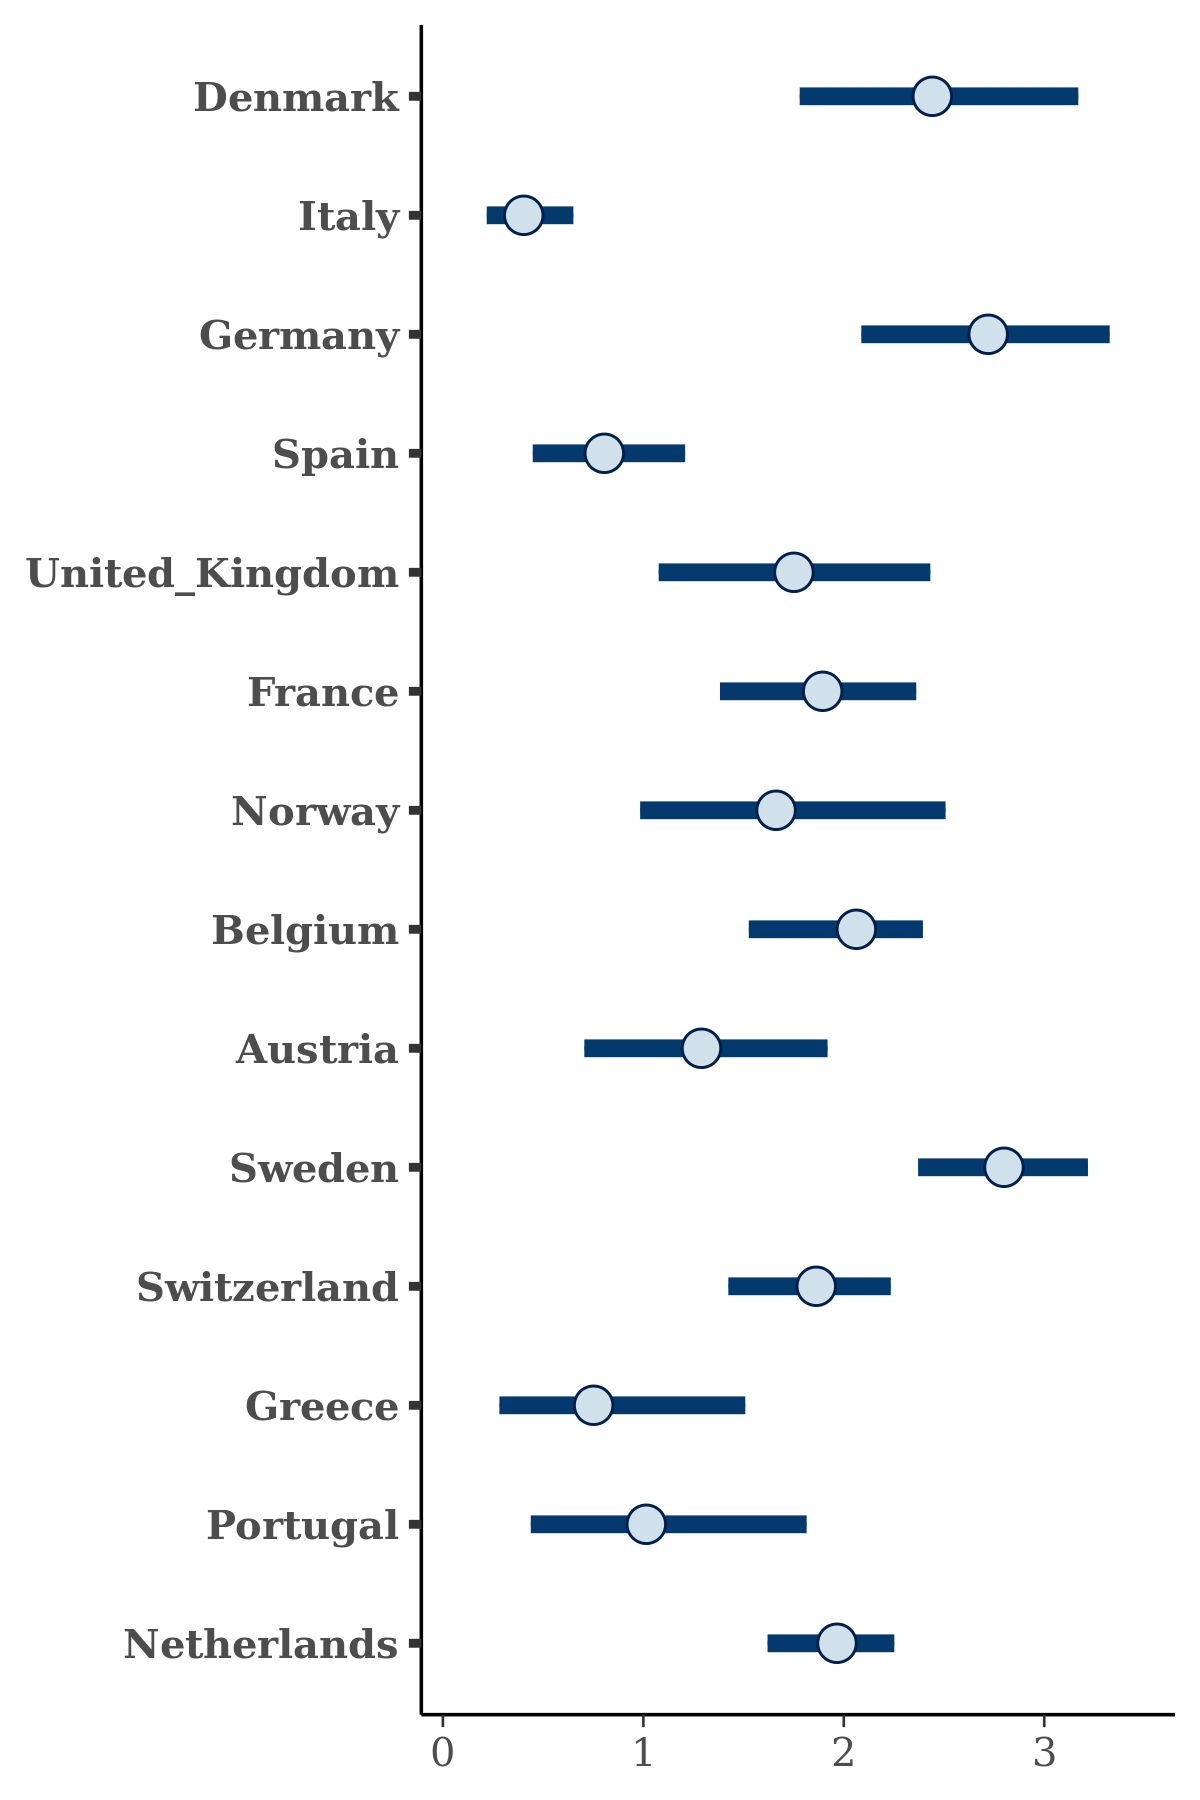 Denmark
Italy
Germany
Spain
United_Kingdom
France
Norway
Belgium
Austria
Sweden
Switzerland
Greece
Portugal
Netherlands
0 1 2 3